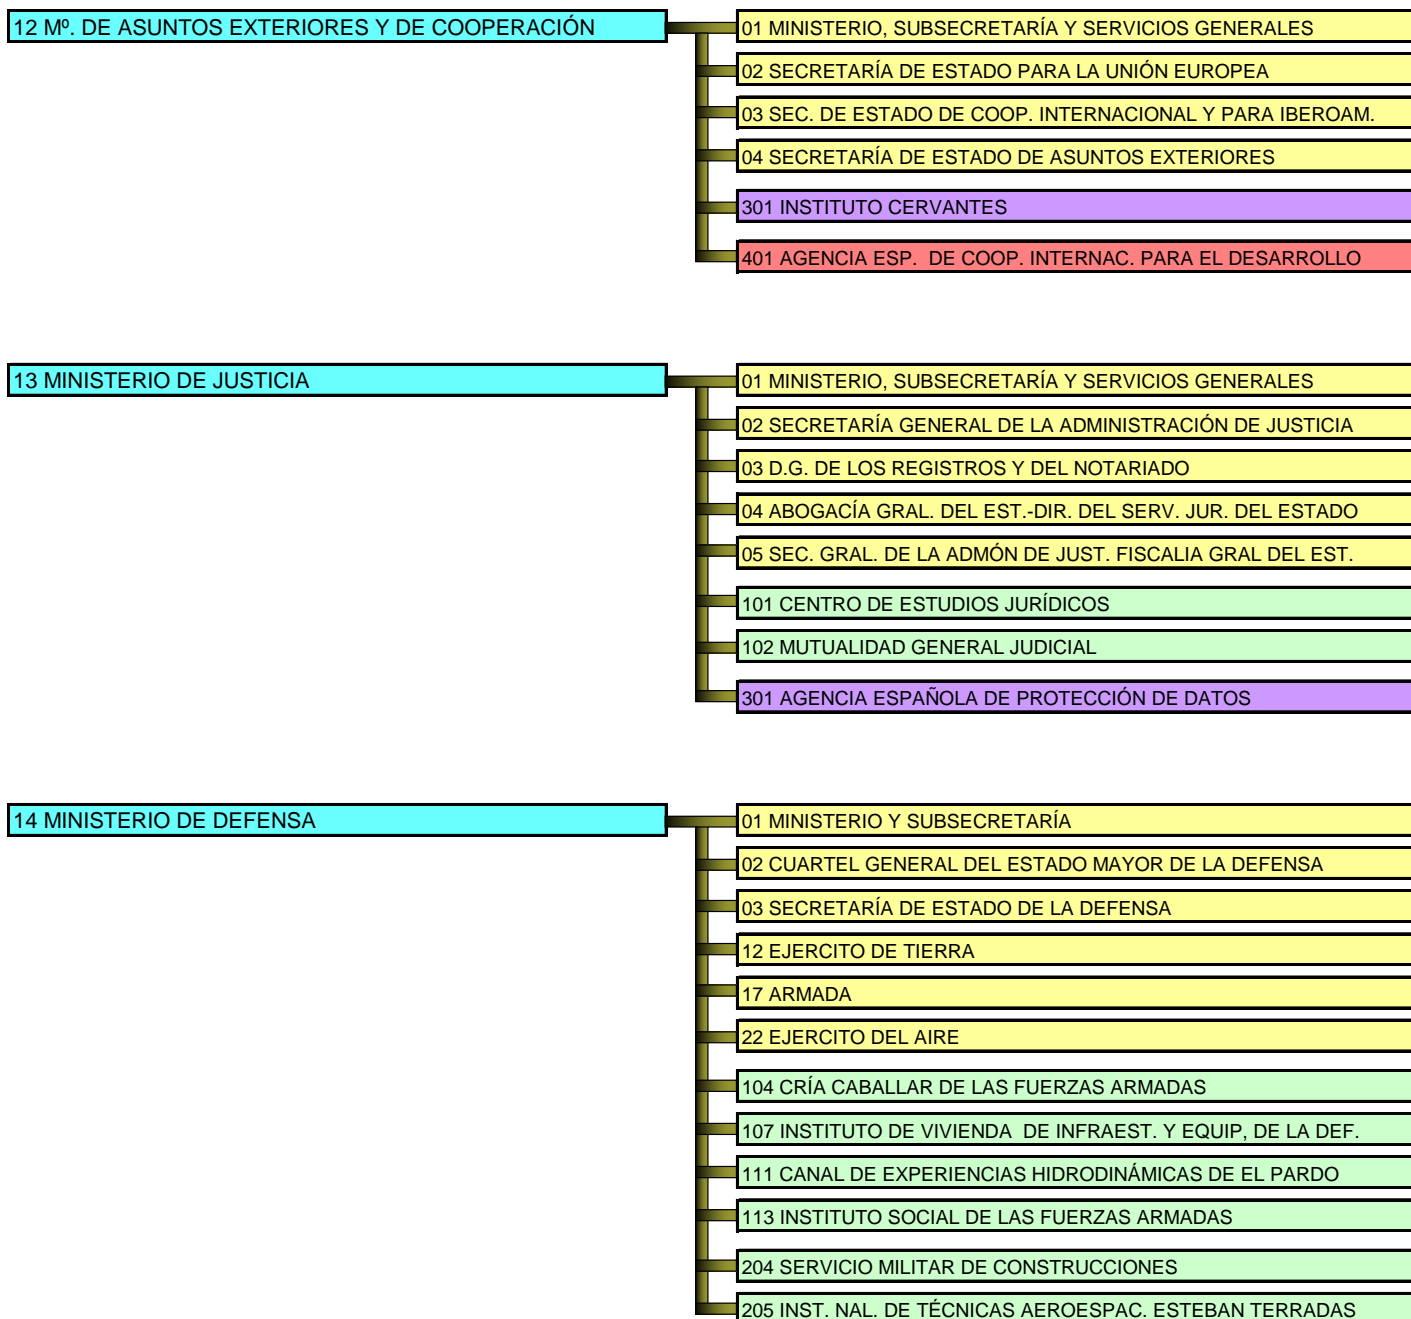 12 Mº. DE ASUNTOS EXTERIORES Y DE COOPERACIÓN
01 MINISTERIO, SUBSECRETARÍA Y SERVICIOS GENERALES
02 SECRETARÍA DE ESTADO PARA LA UNIÓN EUROPEA
03 SEC. DE ESTADO DE COOP. INTERNACIONAL Y PARA IBEROAM.
04 SECRETARÍA DE ESTADO DE ASUNTOS EXTERIORES
301 INSTITUTO CERVANTES
401 AGENCIA ESP.  DE COOP. INTERNAC. PARA EL DESARROLLO
13 MINISTERIO DE JUSTICIA
01 MINISTERIO, SUBSECRETARÍA Y SERVICIOS GENERALES
02 SECRETARÍA GENERAL DE LA ADMINISTRACIÓN DE JUSTICIA
03 D.G. DE LOS REGISTROS Y DEL NOTARIADO
04 ABOGACÍA GRAL. DEL EST.-DIR. DEL SERV. JUR. DEL ESTADO
05 SEC. GRAL. DE LA ADMÓN DE JUST. FISCALIA GRAL DEL EST.
101 CENTRO DE ESTUDIOS JURÍDICOS
102 MUTUALIDAD GENERAL JUDICIAL
301 AGENCIA ESPAÑOLA DE PROTECCIÓN DE DATOS
14 MINISTERIO DE DEFENSA
01 MINISTERIO Y SUBSECRETARÍA
02 CUARTEL GENERAL DEL ESTADO MAYOR DE LA DEFENSA
03 SECRETARÍA DE ESTADO DE LA DEFENSA
12 EJERCITO DE TIERRA
17 ARMADA
22 EJERCITO DEL AIRE
104 CRÍA CABALLAR DE LAS FUERZAS ARMADAS
107 INSTITUTO DE VIVIENDA  DE INFRAEST. Y EQUIP, DE LA DEF.
111 CANAL DE EXPERIENCIAS HIDRODINÁMICAS DE EL PARDO
113 INSTITUTO SOCIAL DE LAS FUERZAS ARMADAS
204 SERVICIO MILITAR DE CONSTRUCCIONES
205 INST. NAL. DE TÉCNICAS AEROESPAC. ESTEBAN TERRADAS